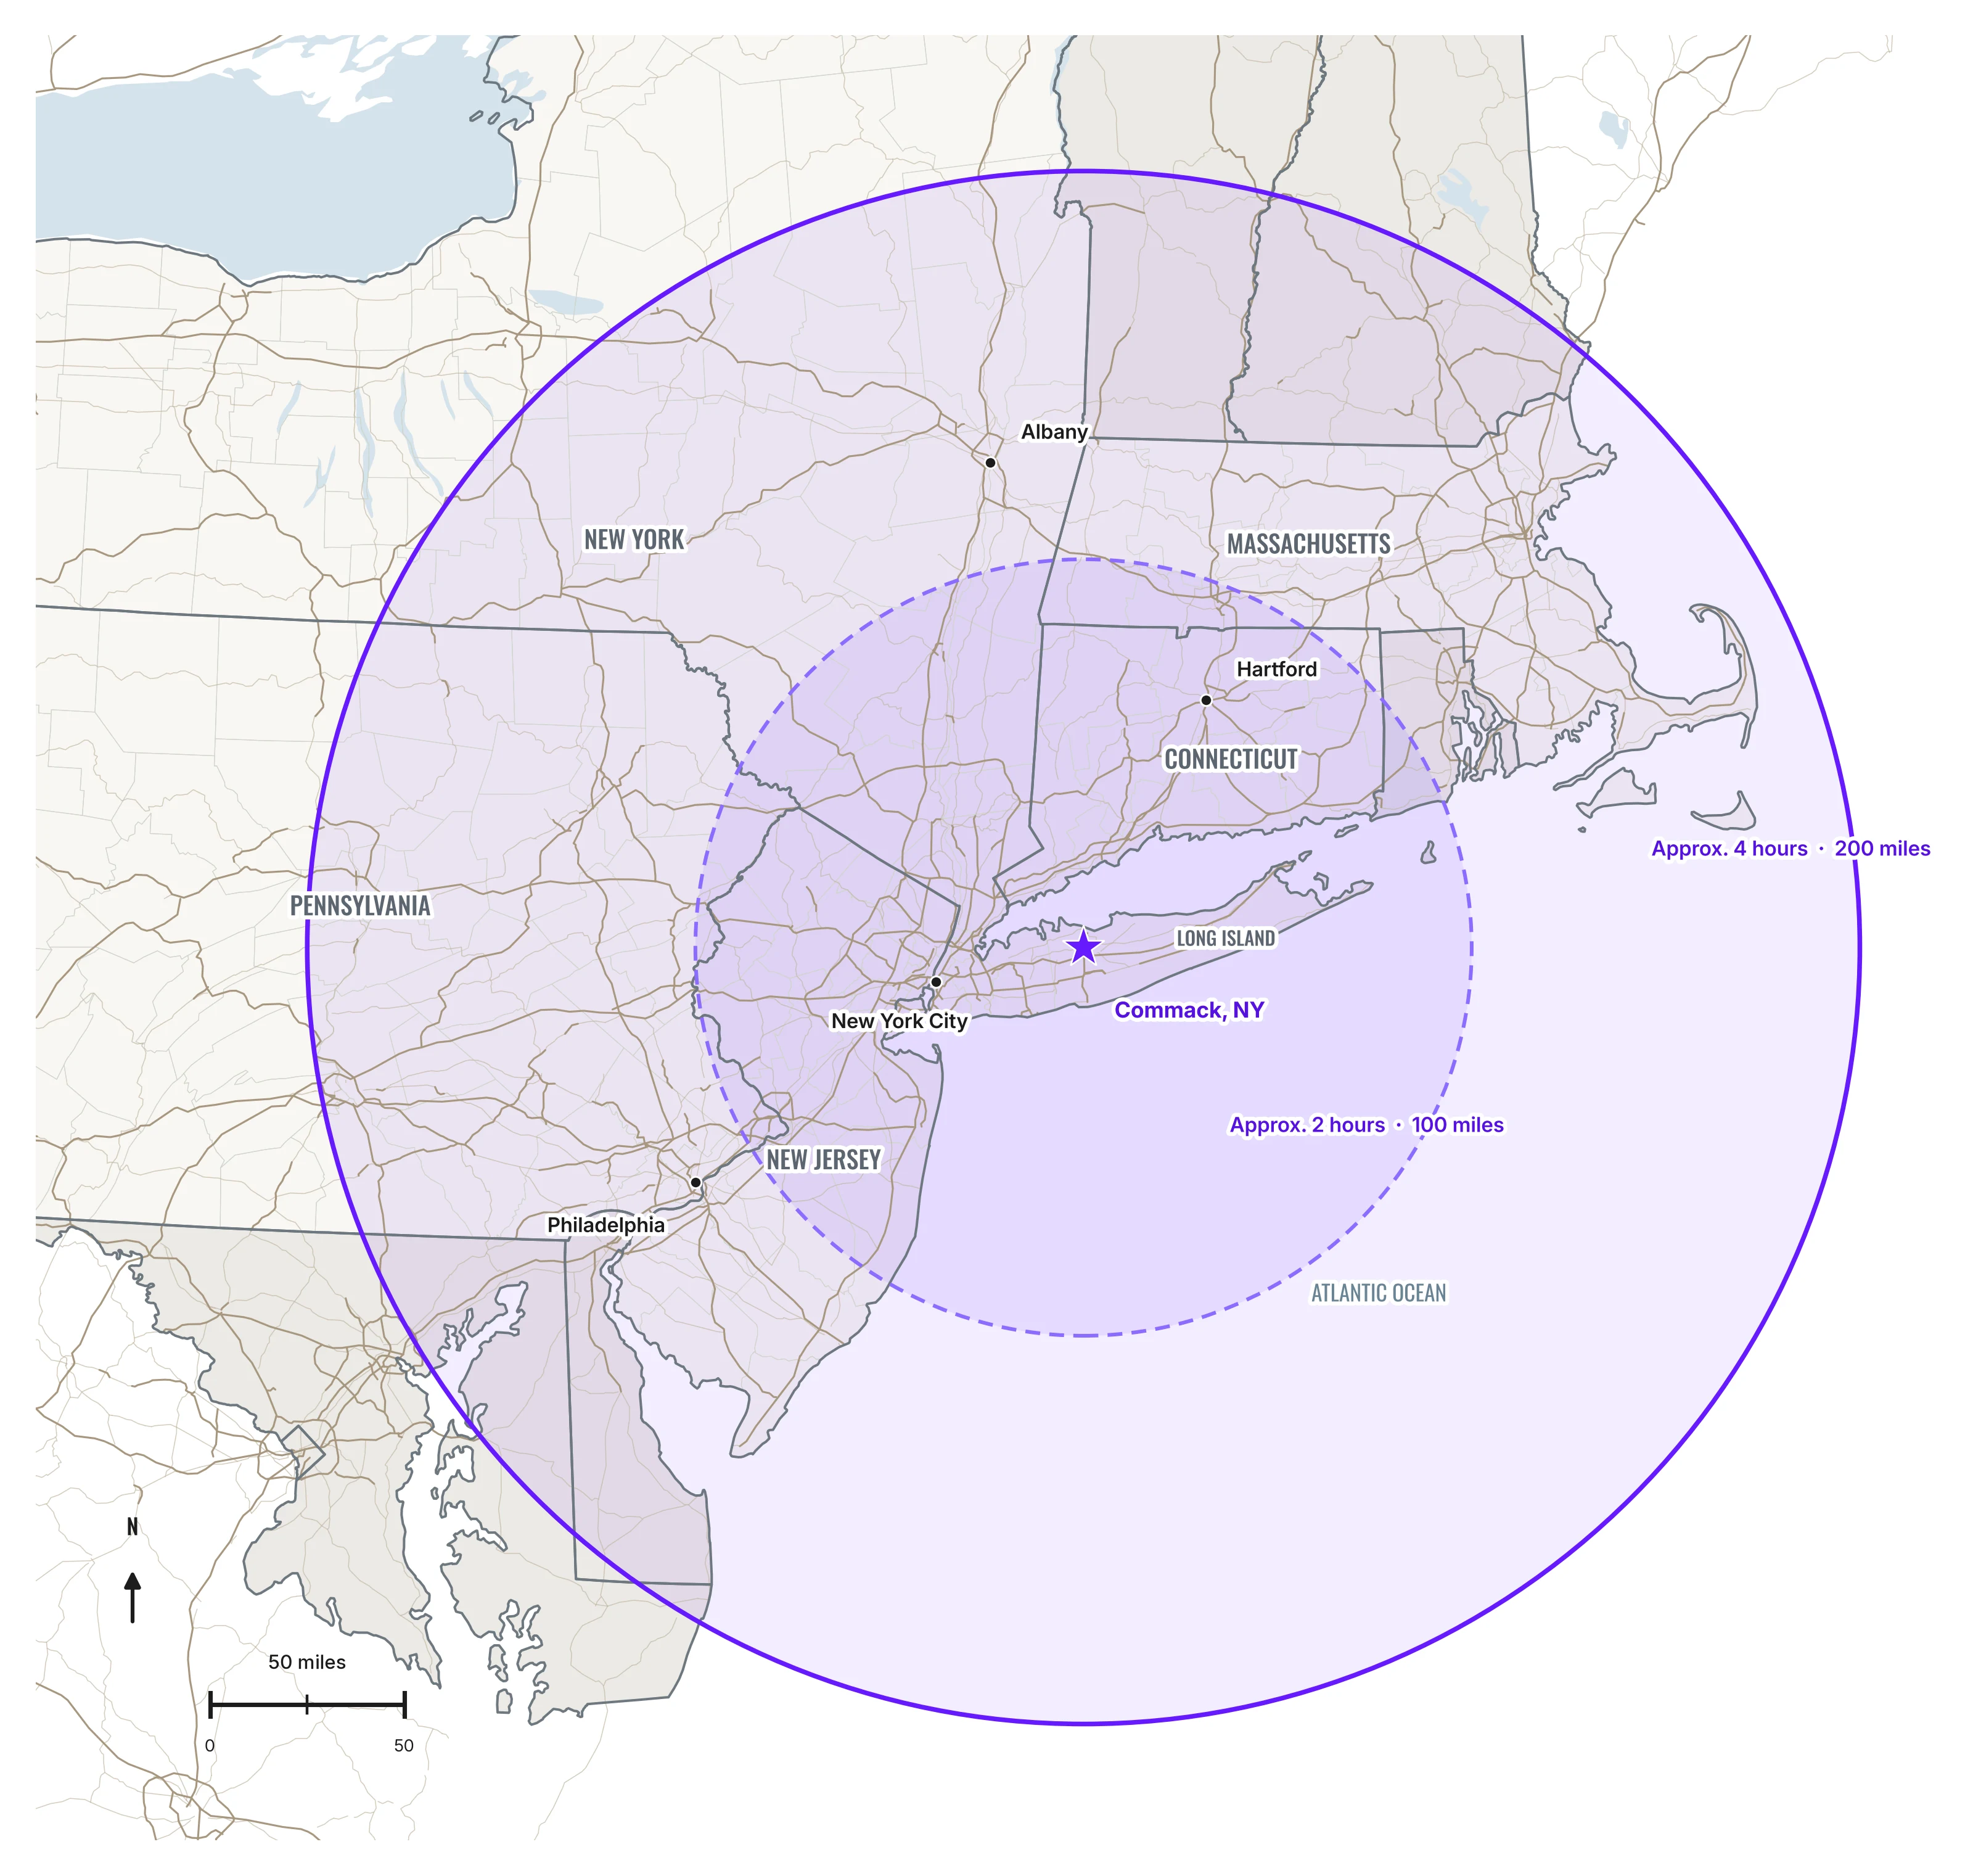 Albany
NEW YORK
MASSACHUSETTS
Hartford
CONNECTICUT
Approx. 4 hours · 200 miles
PENNSYLVANIA
LONG ISLAND
Commack, NY
New York City
Approx. 2 hours · 100 miles
NEW JERSEY
Philadelphia
ATLANTIC OCEAN
N
50 miles
0 50